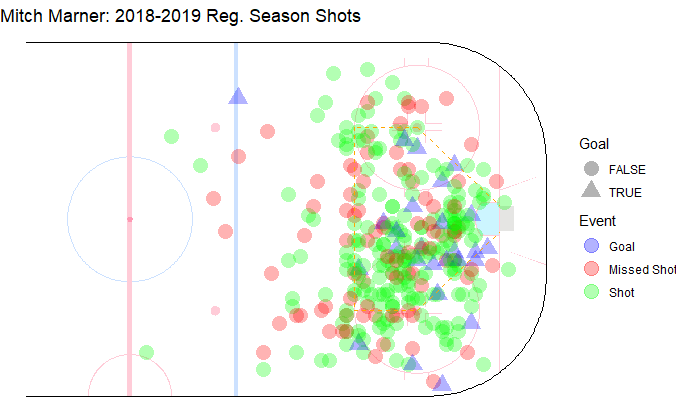 Mitch Marner: 2018-2019 Reg. Season Shots
Goal
FALSE
TRUE
Event
Goal
Missed Shot
Shot